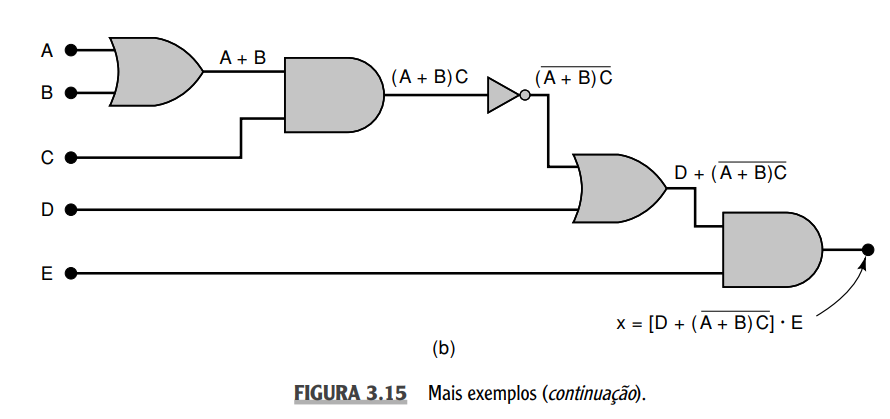 A
B
C
D
E
A + B
(A + B) C
(A̅ ̅+̅ ̅B̅)̅ ̅C̅
D + (A̅ ̅+̅ ̅B̅)̅C̅
x = [D + (A̅ ̅+̅ ̅B̅)̅ ̅C̅] · E
(b)
FIGURA 3.15 Mais exemplos (continuação).